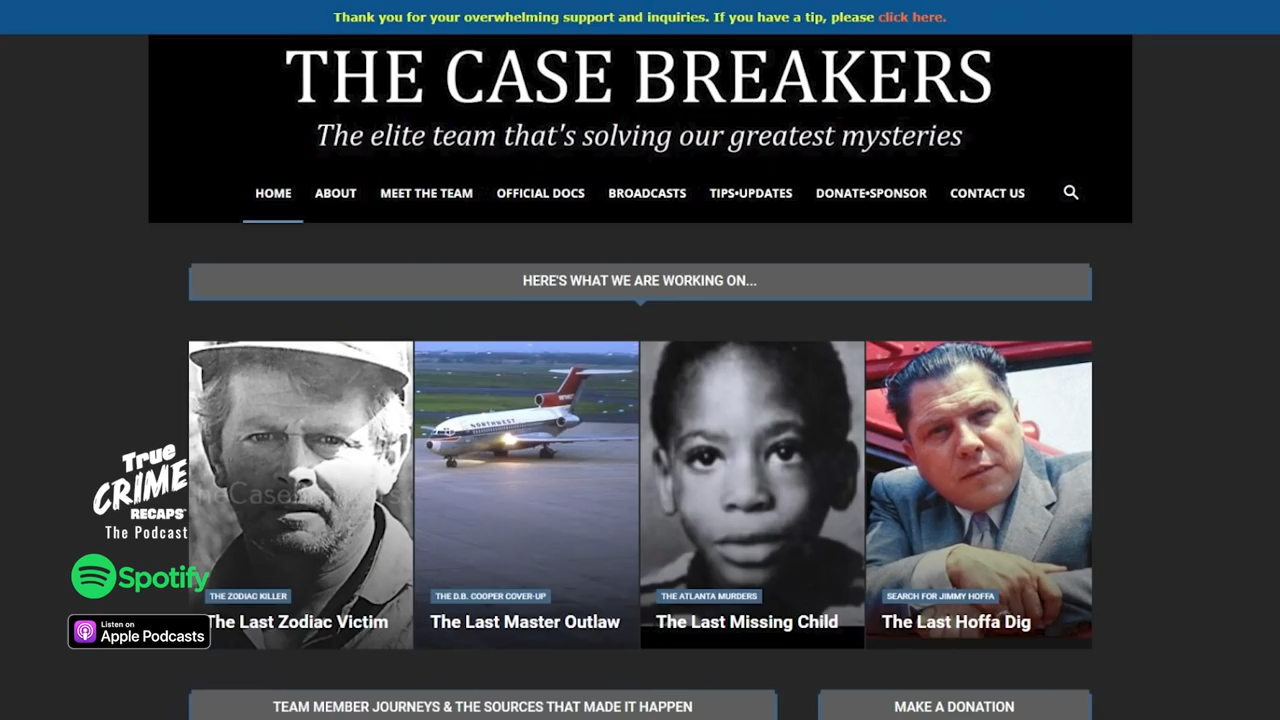 Thank you for your overwhelming support and inquiries. If you have a tip, please click here.
THE CASE BREAKERS
The elite team that's solving our greatest mysteries
HOME ABOUT MEET THE TEAM OFFICIAL DOCS BROADCASTS TIPS•UPDATES DONATE•SPONSOR CONTACT US
HERE'S WHAT WE ARE WORKING ON...
NORTHWEST
True
CRIME
RECAPS
The Podcast
Spotify
Listen on
Apple Podcasts
THE ZODIAC KILLER
The Last Zodiac Victim
THE D.B. COOPER COVER-UP
The Last Master Outlaw
THE ATLANTA MURDERS
The Last Missing Child
SEARCH FOR JIMMY HOFFA
The Last Hoffa Dig
TEAM MEMBER JOURNEYS & THE SOURCES THAT MADE IT HAPPEN
MAKE A DONATION